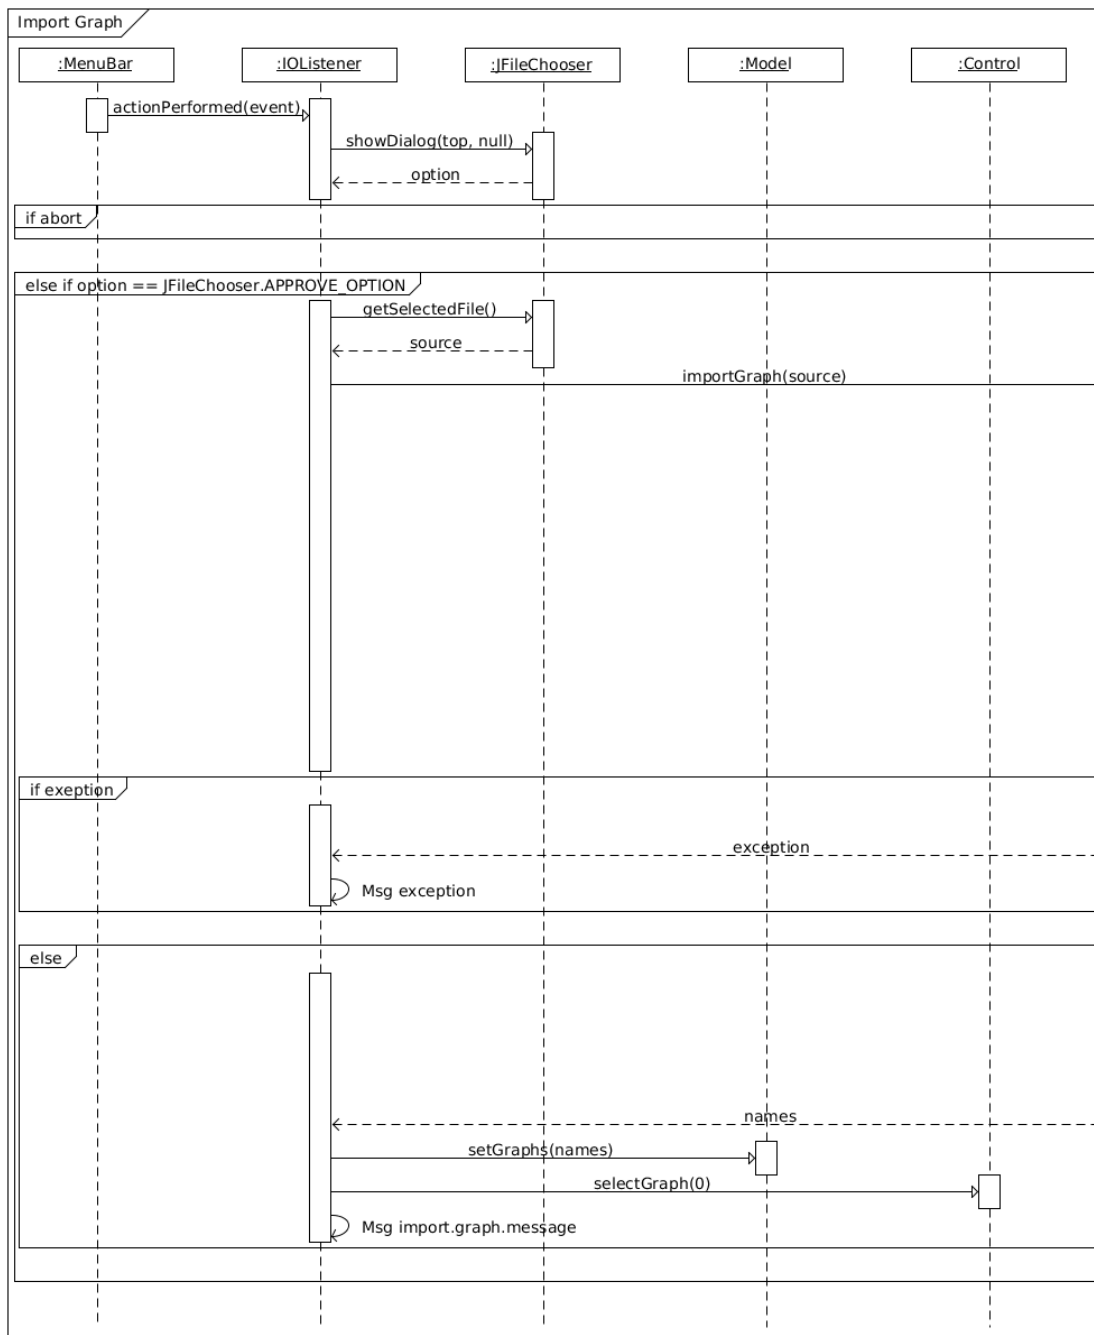 Import Graph
:MenuBar
:IOListener
:JFileChooser
:Model
:Control
actionPerformed(event)
showDialog(top, null)
option
if abort
else if option == JFileChooser.APPROVE_OPTION
getSelectedFile()
source
importGraph(source)
if exeption
exception
Msg exception
else
names
setGraphs(names)
selectGraph(0)
Msg import.graph.message